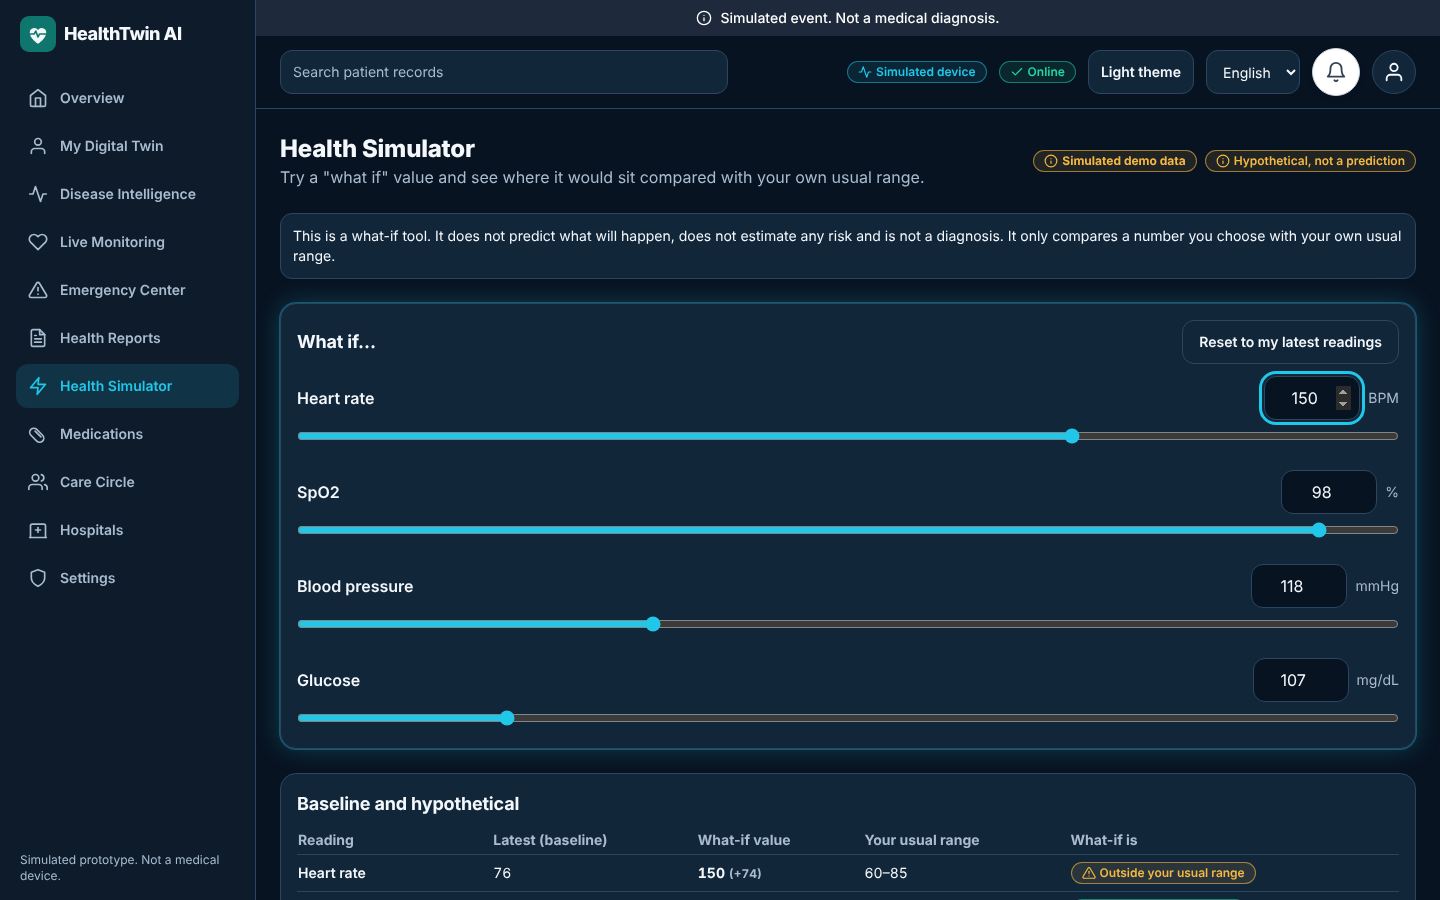 Simulated event. Not a medical diagnosis.
HealthTwin AI
Search patient records
Simulated device
Online
Light theme
English
Overview
My Digital Twin
Disease Intelligence
Live Monitoring
Emergency Center
Health Reports
Health Simulator
Medications
Care Circle
Hospitals
Settings
Simulated prototype. Not a medical
device.
Health Simulator
Try a "what if" value and see where it would sit compared with your own usual range.
Simulated demo data
Hypothetical, not a prediction
This is a what-if tool. It does not predict what will happen, does not estimate any risk and is not a diagnosis. It only compares a number you choose with your own usual
range.
What if...
Reset to my latest readings
Heart rate 150 BPM
SpO2 98 %
Blood pressure 118 mmHg
Glucose 107 mg/dL
Baseline and hypothetical
Reading Latest (baseline) What-if value Your usual range What-if is
Heart rate 76 150 (+74) 60–85 Outside your usual range